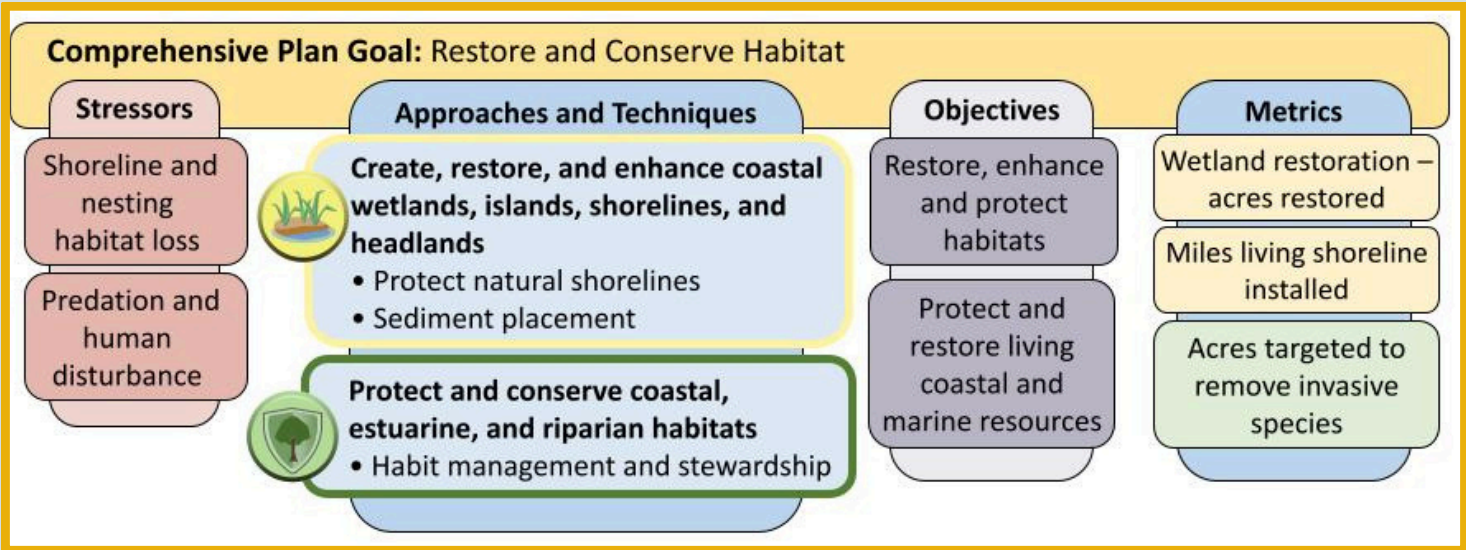 Comprehensive Plan Goal: Restore and Conserve Habitat
Stressors
Shoreline and
nesting
habitat loss
Predation and
human
disturbance
Approaches and Techniques
Create, restore, and enhance coastal
wetlands, islands, shorelines, and
headlands
• Protect natural shorelines
• Sediment placement
Protect and conserve coastal,
estuarine, and riparian habitats
• Habit management and stewardship
Objectives
Restore, enhance
and protect
habitats
Protect and
restore living
coastal and
marine resources
Metrics
Wetland restoration –
acres restored
Miles living shoreline
installed
Acres targeted to
remove invasive
species